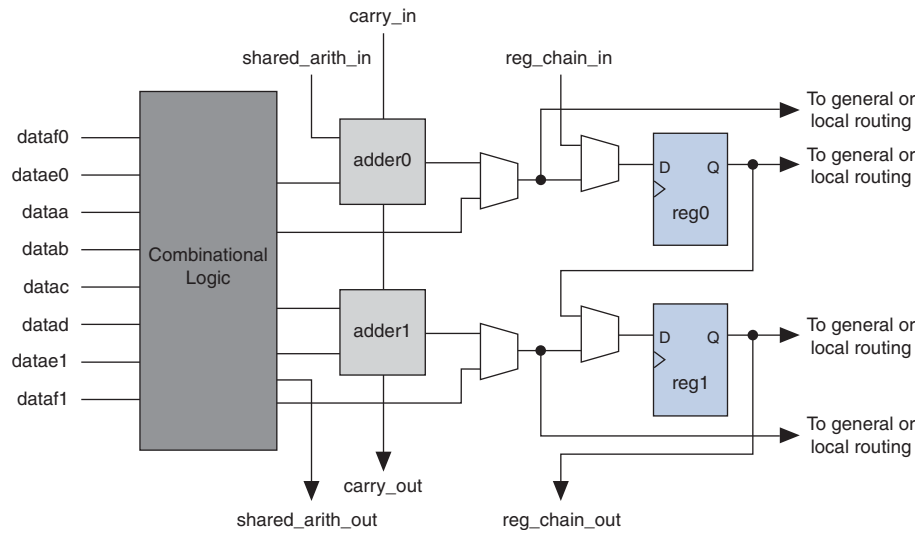 carry_in
shared_arith_in
reg_chain_in
To general or
local routing
dataf0
datae0
dataa
datab
datac
datad
datae1
dataf1
Combinational
Logic
adder0
D
Q
reg0
To general or
local routing
adder1
D
Q
reg1
To general or
local routing
To general or
local routing
carry_out
shared_arith_out
reg_chain_out